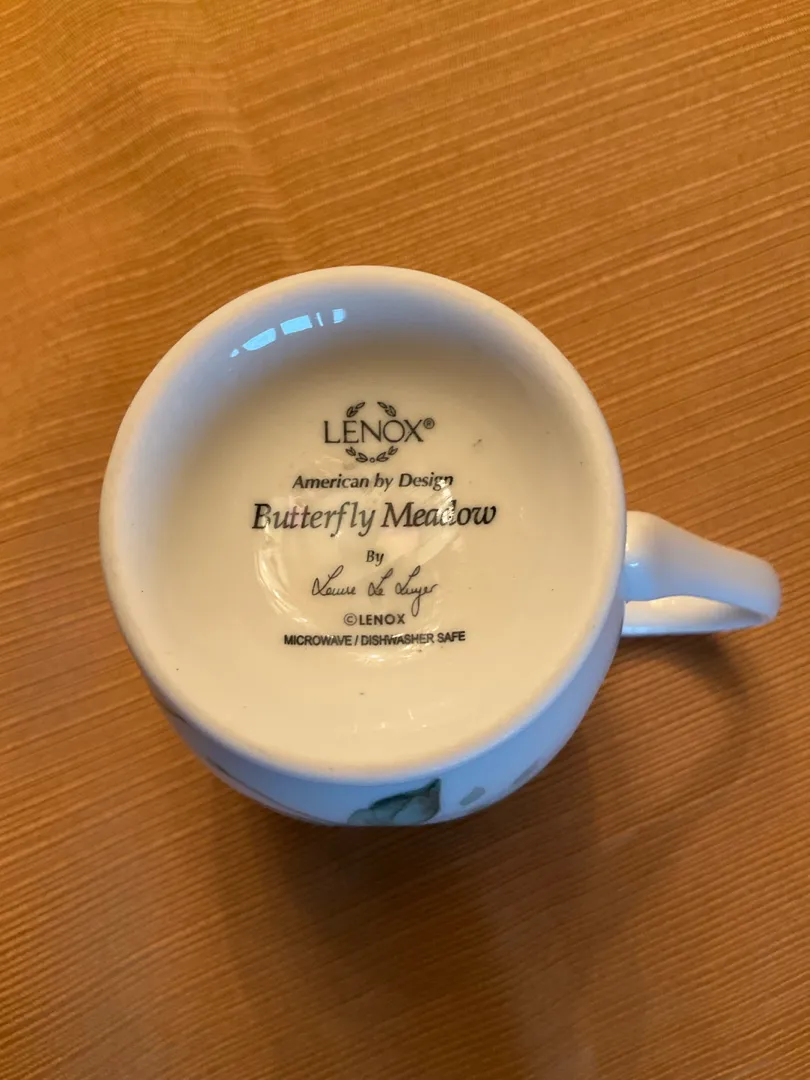 LENOX®
American by Design
Butterfly Meadow
By
Louise Le Luyer
©LENOX
MICROWAVE / DISHWASHER SAFE